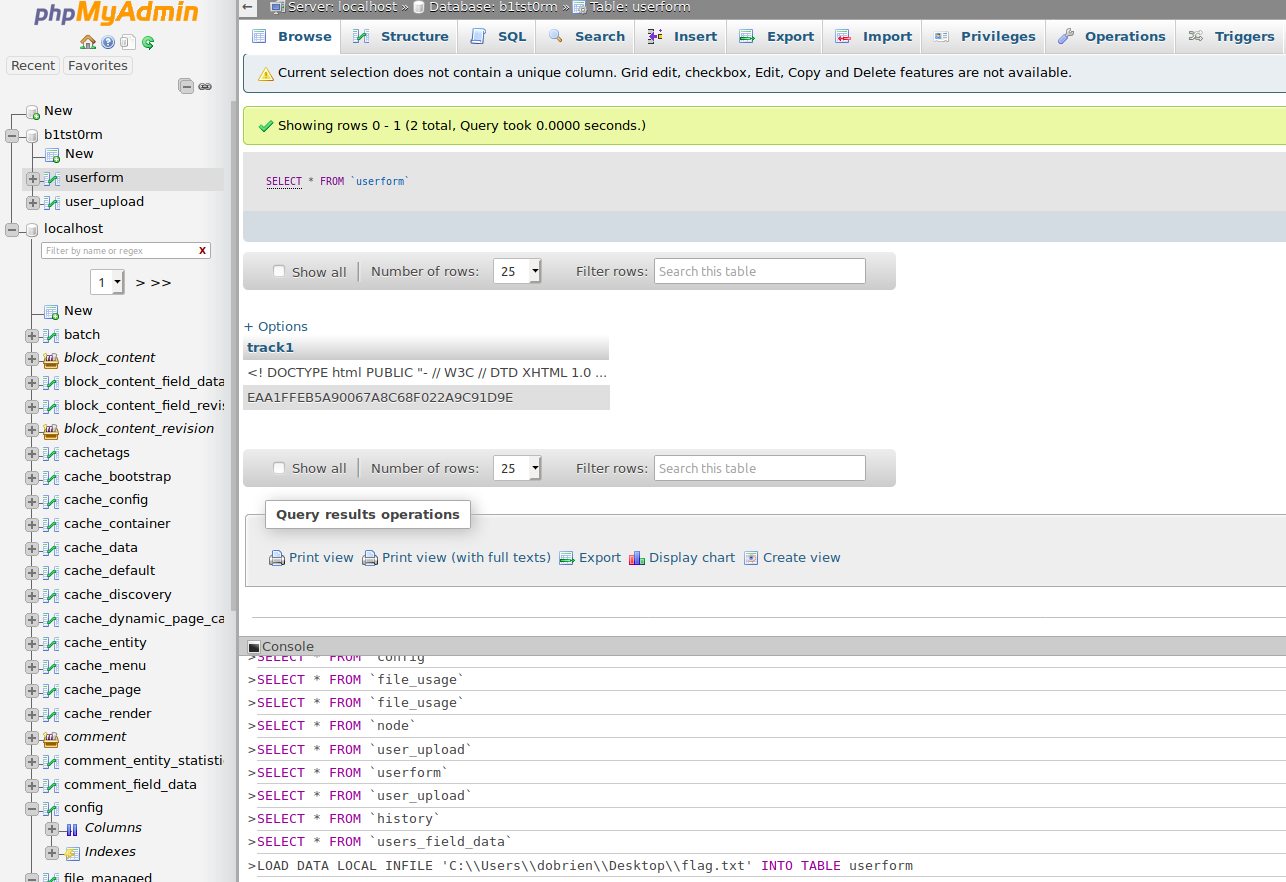 phpMyAdmin
Recent Favorites
New
b1tst0rm
New
userform
user_upload
localhost
Filter by name or regex X
1 > >>
New
batch
block_content
block_content_field_data
block_content_field_revi
block_content_revision
cachetags
cache_bootstrap
cache_config
cache_container
cache_data
cache_default
cache_discovery
cache_dynamic_page_ca
cache_entity
cache_menu
cache_page
cache_render
comment
comment_entity_statisti
comment_field_data
config
Columns
Indexes
file_managed
← Server: localhost » Database: b1tst0rm » Table: userform
Browse Structure SQL Search Insert Export Import Privileges Operations Triggers
Current selection does not contain a unique column. Grid edit, checkbox, Edit, Copy and Delete features are not available.
Showing rows 0 - 1 (2 total, Query took 0.0000 seconds.)
SELECT * FROM `userform`
Show all | Number of rows: 25 Filter rows: Search this table
+ Options
track1
<! DOCTYPE html PUBLIC "- // W3C // DTD XHTML 1.0 ...
EAA1FFEB5A90067A8C68F022A9C91D9E
Show all | Number of rows: 25 Filter rows: Search this table
Query results operations
Print view Print view (with full texts) Export Display chart Create view
Console
>SELECT * FROM `config`
>SELECT * FROM `file_usage`
>SELECT * FROM `file_usage`
>SELECT * FROM `node`
>SELECT * FROM `user_upload`
>SELECT * FROM `userform`
>SELECT * FROM `user_upload`
>SELECT * FROM `history`
>SELECT * FROM `users_field_data`
>LOAD DATA LOCAL INFILE 'C:\\Users\\dobrien\\Desktop\\flag.txt' INTO TABLE userform